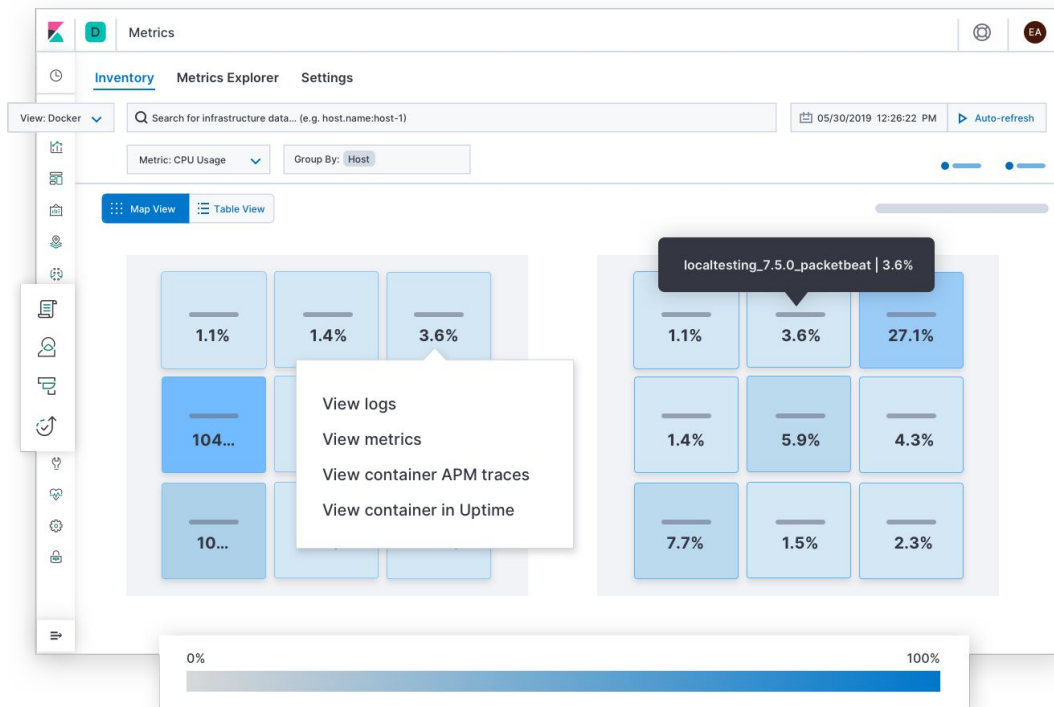 D Metrics EA
Inventory Metrics Explorer Settings
View: Docker Search for infrastructure data... (e.g. host.name:host-1) 05/30/2019 12:26:22 PM Auto-refresh
Metric: CPU Usage Group By: Host
Map View Table View
localtesting_7.5.0_packetbeat | 3.6%
1.1% 1.4% 3.6% 1.1% 3.6% 27.1%
View logs
104... View metrics 1.4% 5.9% 4.3%
View container APM traces
View container in Uptime
10... 7.7% 1.5% 2.3%
0% 100%